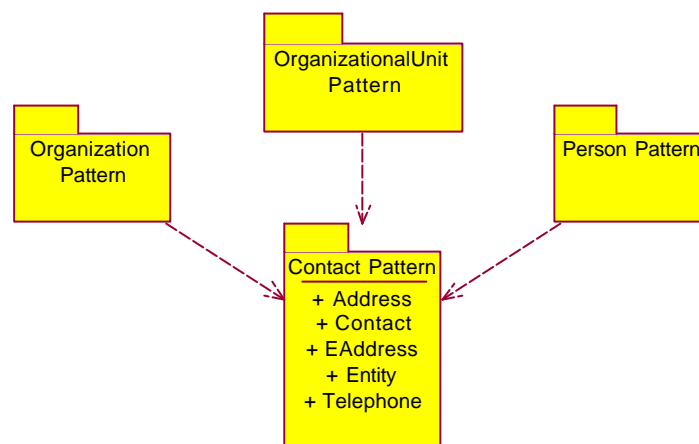 OrganizationalUnit
Pattern
Organization
Pattern
Person Pattern
Contact Pattern
+ Address
+ Contact
+ EAddress
+ Entity
+ Telephone